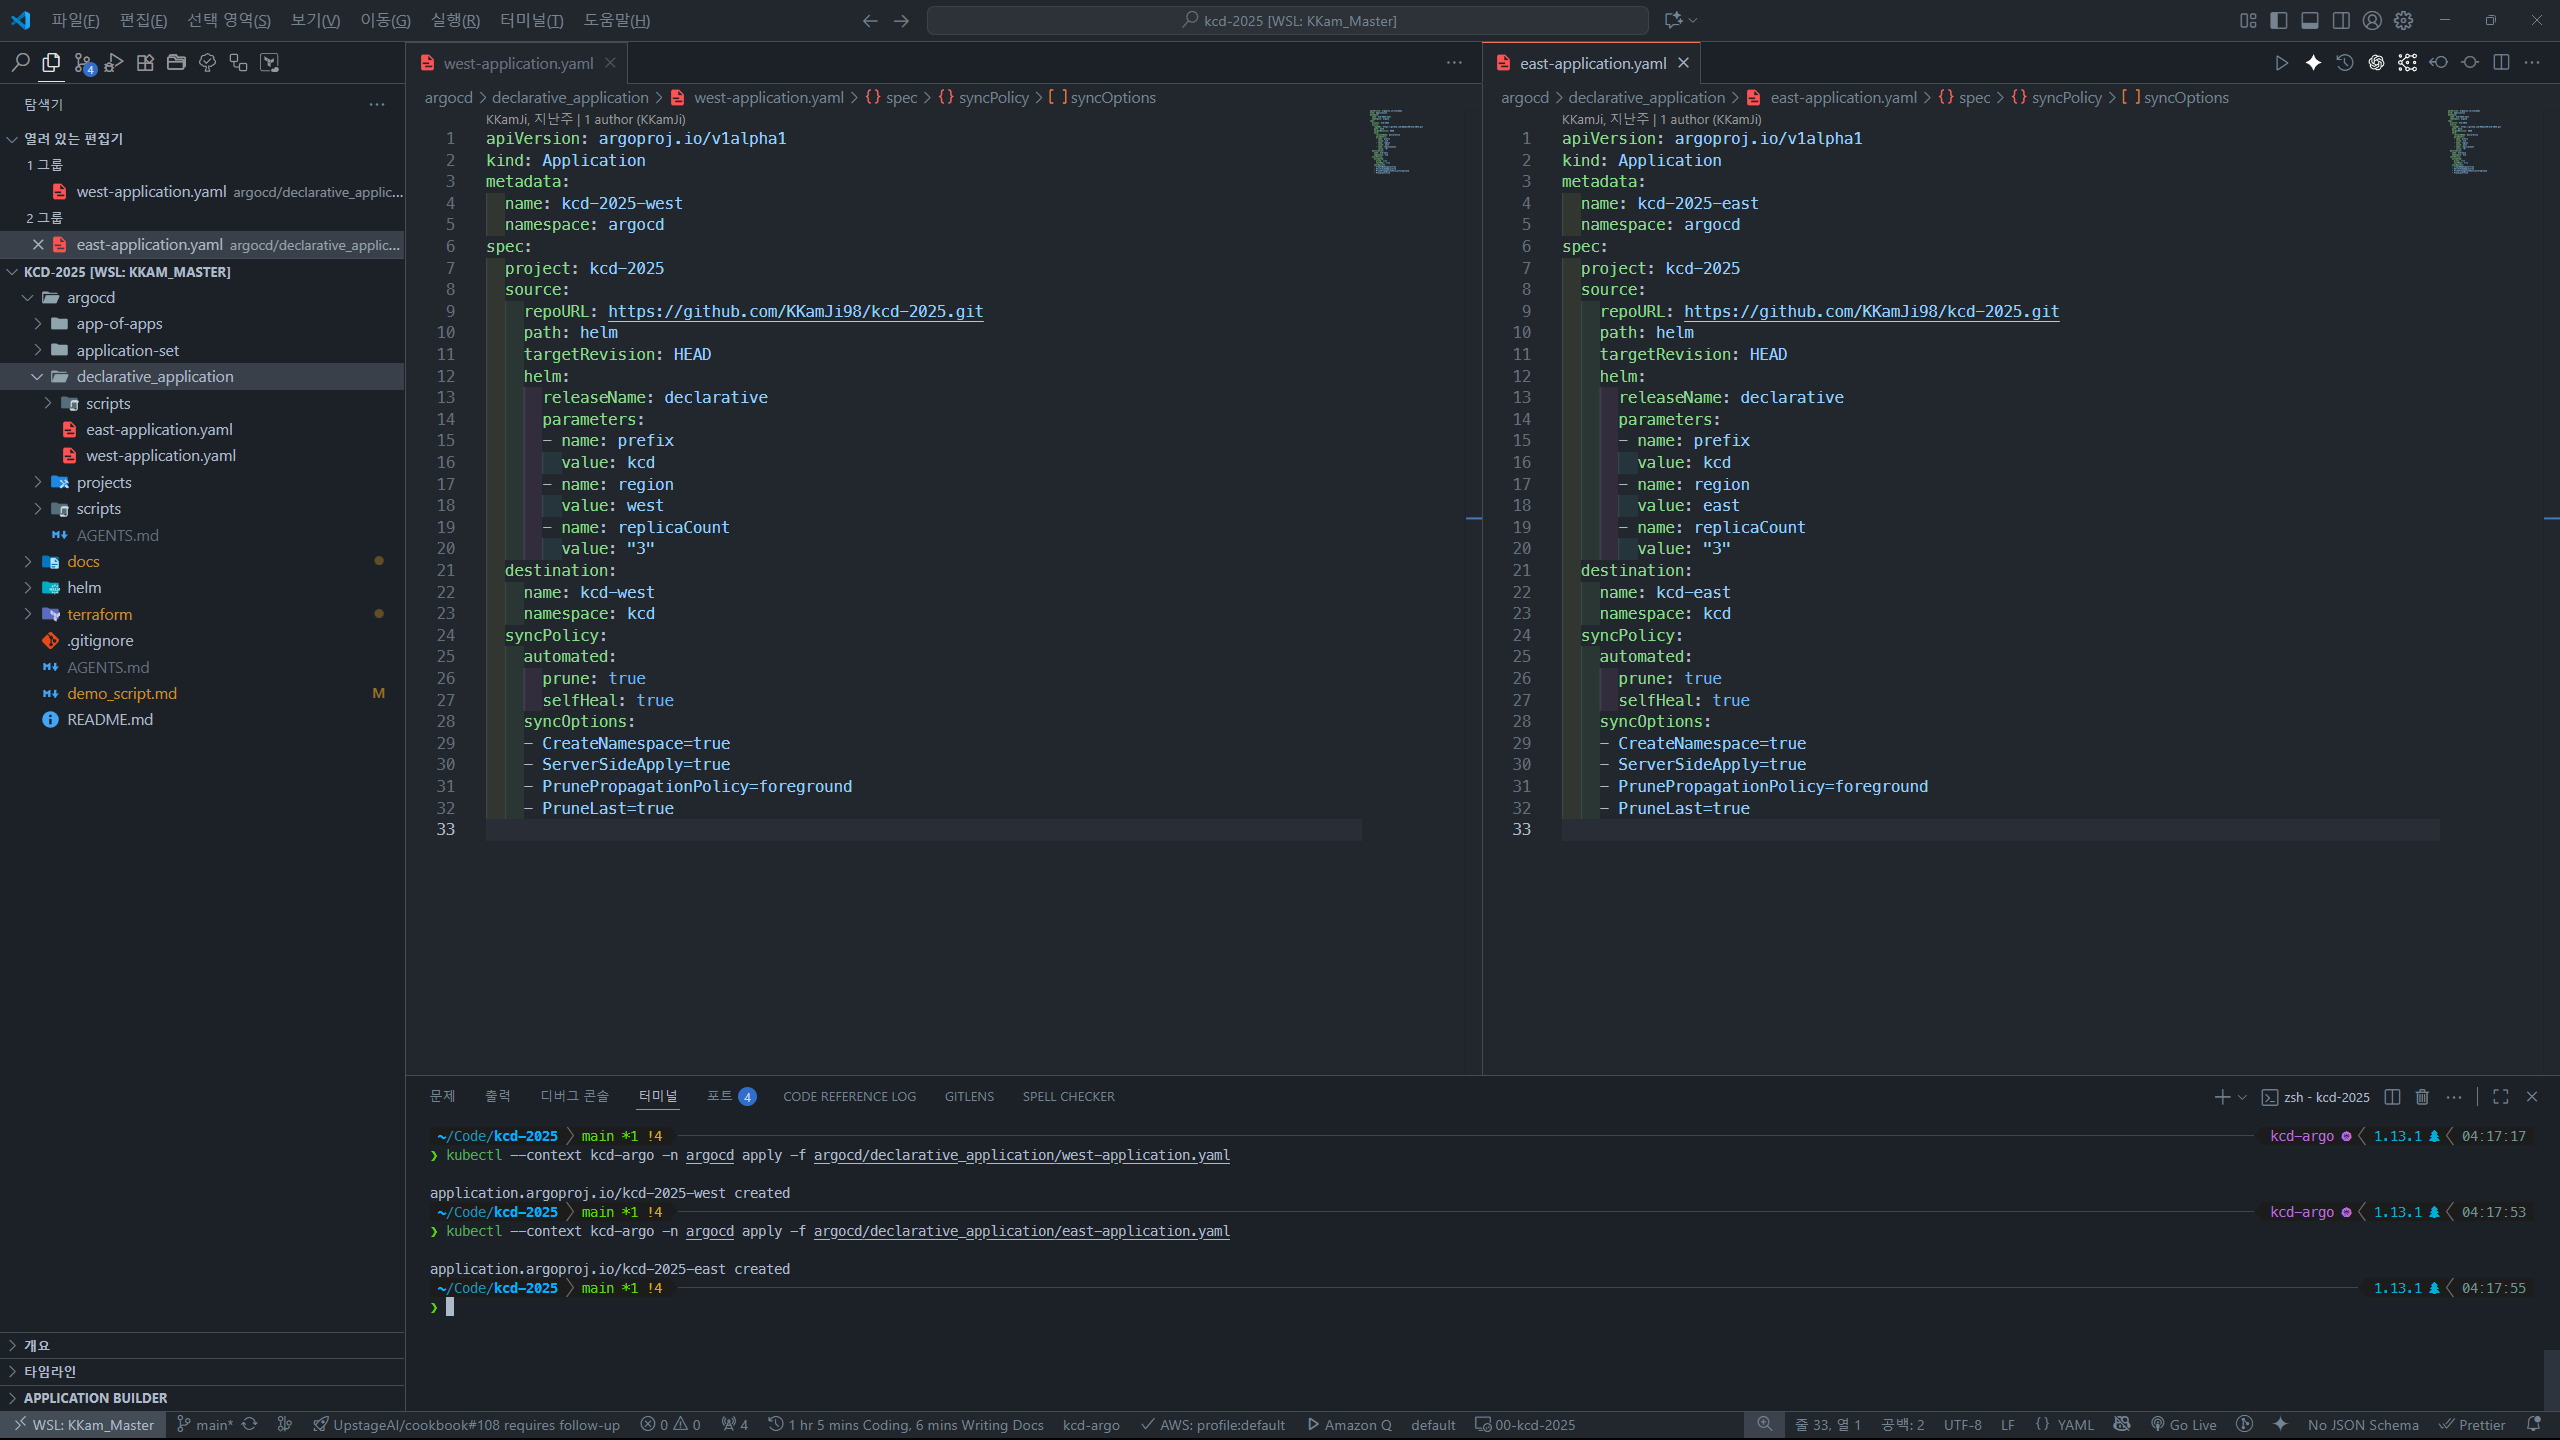 파일(F) 편집(E) 선택 영역(S) 보기(V) 이동(G) 실행(R) 터미널(T) 도움말(H)
kcd-2025 [WSL: KKam_Master]
4
탐색기
열려 있는 편집기
1 그룹
west-application.yaml argocd/declarative_applic...
2 그룹
east-application.yaml argocd/declarative_applic...
KCD-2025 [WSL: KKAM_MASTER]
argocd
app-of-apps
application-set
declarative_application
scripts
east-application.yaml
west-application.yaml
projects
scripts
AGENTS.md
docs
helm
terraform
.gitignore
AGENTS.md
demo_script.md M
README.md
개요
타임라인
APPLICATION BUILDER
west-application.yaml
argocd > declarative_application > west-application.yaml > {} spec > {} syncPolicy > [ ] syncOptions
KKamJi, 지난주 | 1 author (KKamJi)
1 apiVersion: argoproj.io/v1alpha1
2 kind: Application
3 metadata:
4 name: kcd-2025-west
5 namespace: argocd
6 spec:
7 project: kcd-2025
8 source:
9 repoURL: https://github.com/KKamJi98/kcd-2025.git
10 path: helm
11 targetRevision: HEAD
12 helm:
13 releaseName: declarative
14 parameters:
15 - name: prefix
16 value: kcd
17 - name: region
18 value: west
19 - name: replicaCount
20 value: "3"
21 destination:
22 name: kcd-west
23 namespace: kcd
24 syncPolicy:
25 automated:
26 prune: true
27 selfHeal: true
28 syncOptions:
29 - CreateNamespace=true
30 - ServerSideApply=true
31 - PrunePropagationPolicy=foreground
32 - PruneLast=true
33
east-application.yaml
argocd > declarative_application > east-application.yaml > {} spec > {} syncPolicy > [ ] syncOptions
KKamJi, 지난주 | 1 author (KKamJi)
1 apiVersion: argoproj.io/v1alpha1
2 kind: Application
3 metadata:
4 name: kcd-2025-east
5 namespace: argocd
6 spec:
7 project: kcd-2025
8 source:
9 repoURL: https://github.com/KKamJi98/kcd-2025.git
10 path: helm
11 targetRevision: HEAD
12 helm:
13 releaseName: declarative
14 parameters:
15 - name: prefix
16 value: kcd
17 - name: region
18 value: east
19 - name: replicaCount
20 value: "3"
21 destination:
22 name: kcd-east
23 namespace: kcd
24 syncPolicy:
25 automated:
26 prune: true
27 selfHeal: true
28 syncOptions:
29 - CreateNamespace=true
30 - ServerSideApply=true
31 - PrunePropagationPolicy=foreground
32 - PruneLast=true
33
문제 출력 디버그 콘솔 터미널 포트 4 CODE REFERENCE LOG GITLENS SPELL CHECKER
zsh - kcd-2025
~/Code/kcd-2025 main *1 !4 kcd-argo 1.13.1 04:17:17
❯ kubectl --context kcd-argo -n argocd apply -f argocd/declarative_application/west-application.yaml
application.argoproj.io/kcd-2025-west created
~/Code/kcd-2025 main *1 !4 kcd-argo 1.13.1 04:17:53
❯ kubectl --context kcd-argo -n argocd apply -f argocd/declarative_application/east-application.yaml
application.argoproj.io/kcd-2025-east created
~/Code/kcd-2025 main *1 !4 1.13.1 04:17:55
❯
WSL: KKam_Master main* UpstageAI/cookbook#108 requires follow-up 0 0 4 1 hr 5 mins Coding, 6 mins Writing Docs kcd-argo AWS: profile:default Amazon Q default 00-kcd-2025 줄 33, 열 1 공백: 2 UTF-8 LF {} YAML Go Live No JSON Schema Prettier